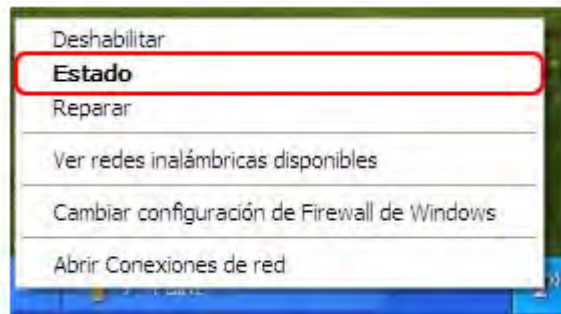 Deshabilitar
Estado
Reparar
Ver redes inalámbricas disponibles
Cambiar configuración de Firewall de Windows
Abrir Conexiones de red